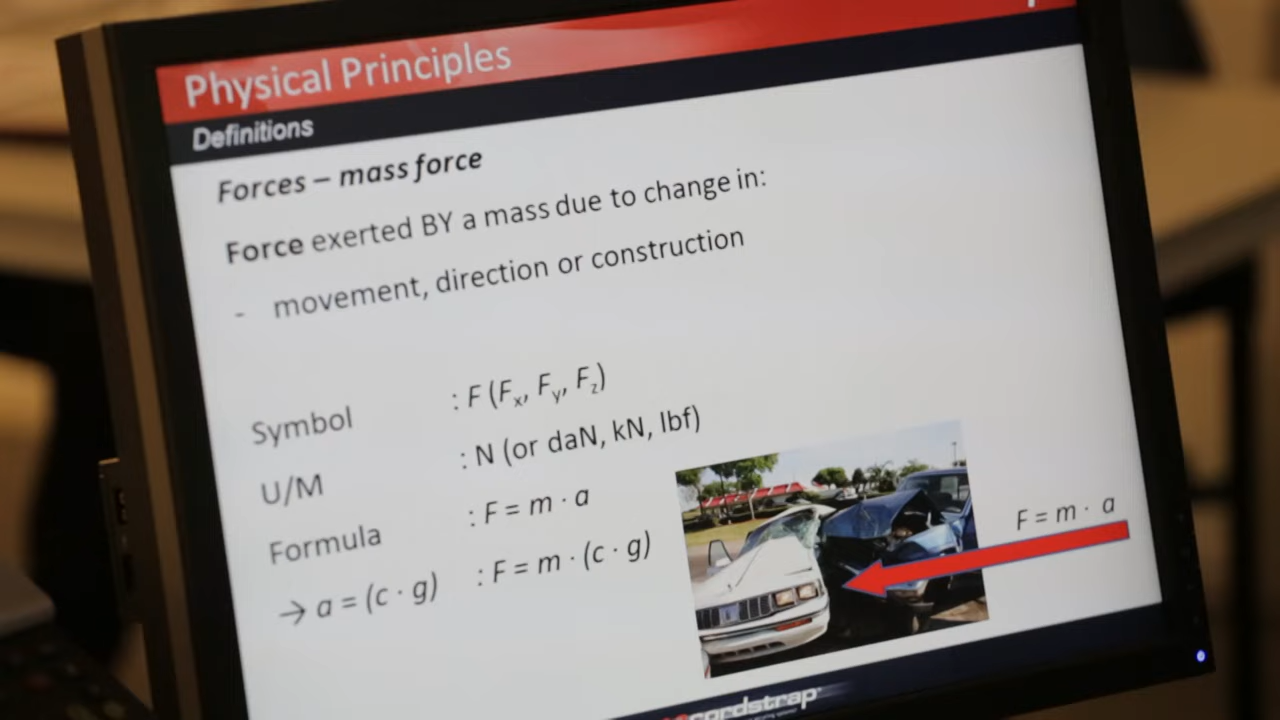 Physical Principles
Definitions
Forces – mass force
Force exerted BY a mass due to change in:
- movement, direction or construction
Symbol : F (Fx, Fy, Fz)
U/M : N (or daN, kN, lbf)
Formula : F = m · a
→ a = (c · g) : F = m · (c · g)
F = m · a
cordstrap